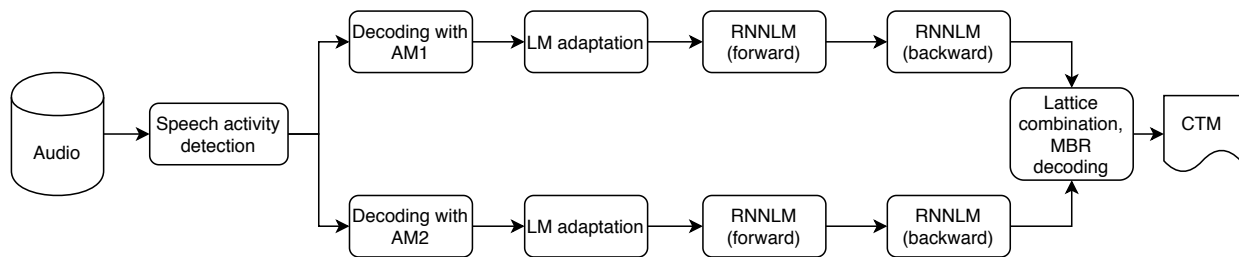 Audio
Speech activity
detection
Decoding with
AM1
LM adaptation
RNNLM
(forward)
RNNLM
(backward)
Decoding with
AM2
LM adaptation
RNNLM
(forward)
RNNLM
(backward)
Lattice
combination,
MBR
decoding
CTM